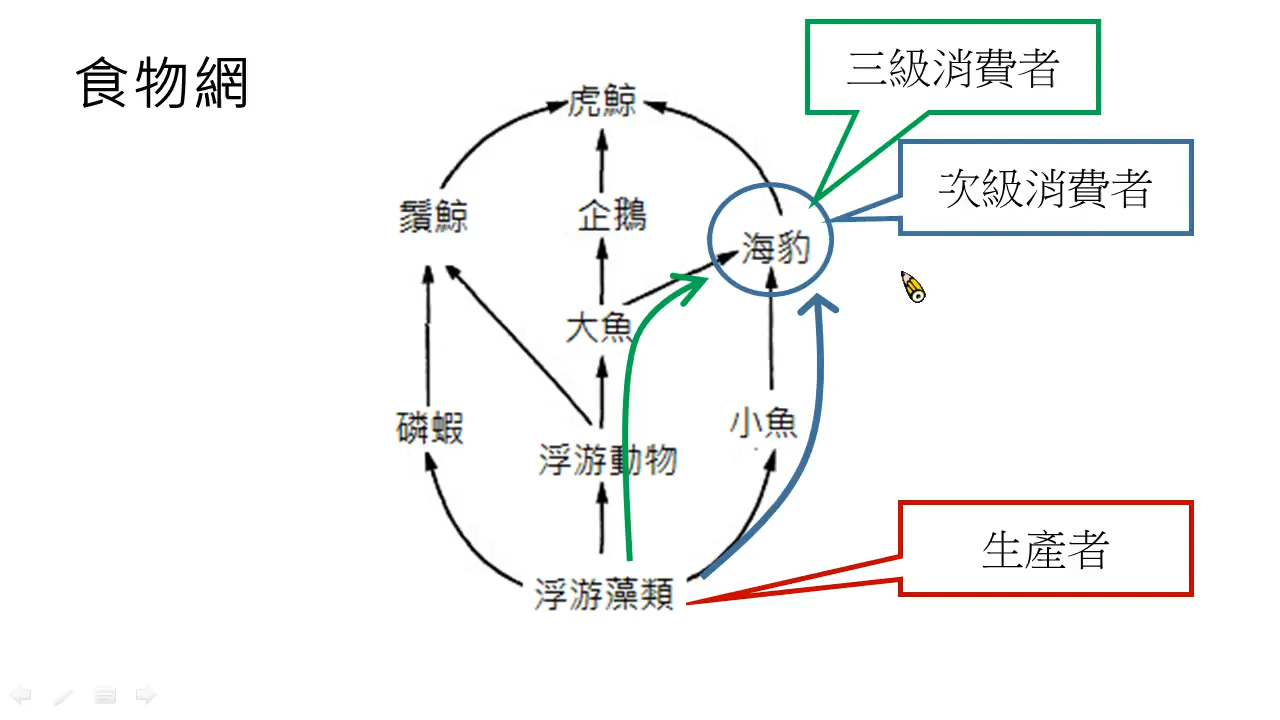 食物網
三級消費者
虎鯨
次級消費者
鬚鯨
企鵝
海豹
大魚
磷蝦
小魚
浮游動物
生產者
浮游藻類